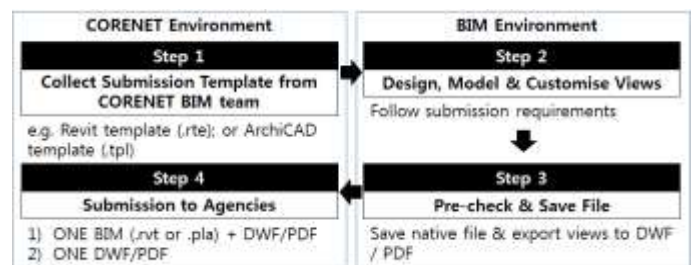 CORENET Environment
Step 1
Collect Submission Template from
CORENET BIM team
e.g. Revit template (.rte); or ArchiCAD
template (.tpl)
BIM Environment
Step 2
Design, Model & Customise Views
Follow submission requirements
Step 3
Pre-check & Save File
Save native file & export views to DWF
/ PDF
Step 4
Submission to Agencies
1) ONE BIM (.rvt or .pla) + DWF/PDF
2) ONE DWF/PDF